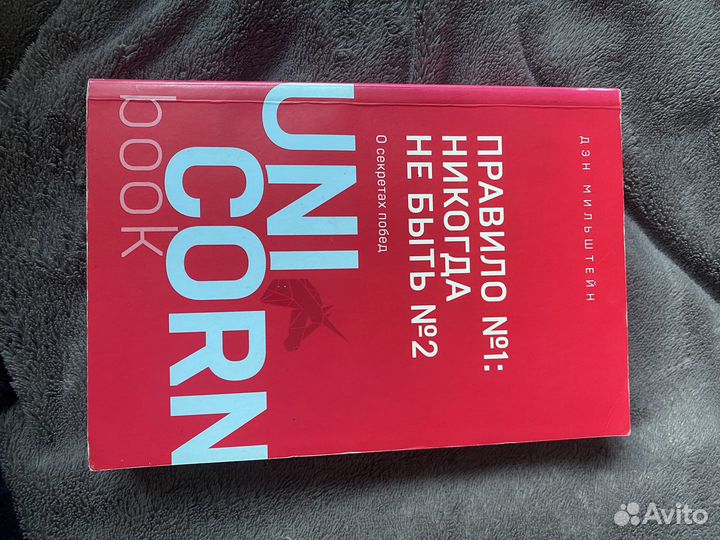 ДЭН МИЛЬШТЕЙН
ПРАВИЛО №1:
НИКОГДА
НЕ БЫТЬ №2
О секретах побед
UNI
CORN
book
Avito